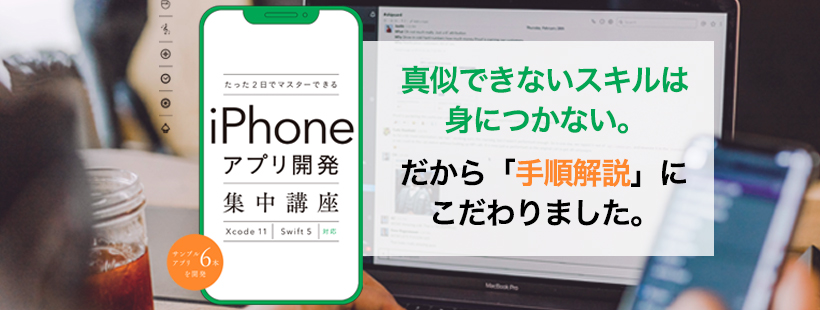 たった2日でマスターできる
iPhone
アプリ開発
集中講座
Xcode 11 | Swift 5 | 対応
サンプル
アプリ6本
を開発
真似できないスキルは
身につかない。
だから「手順解説」に
こだわりました。
MacBook Pro